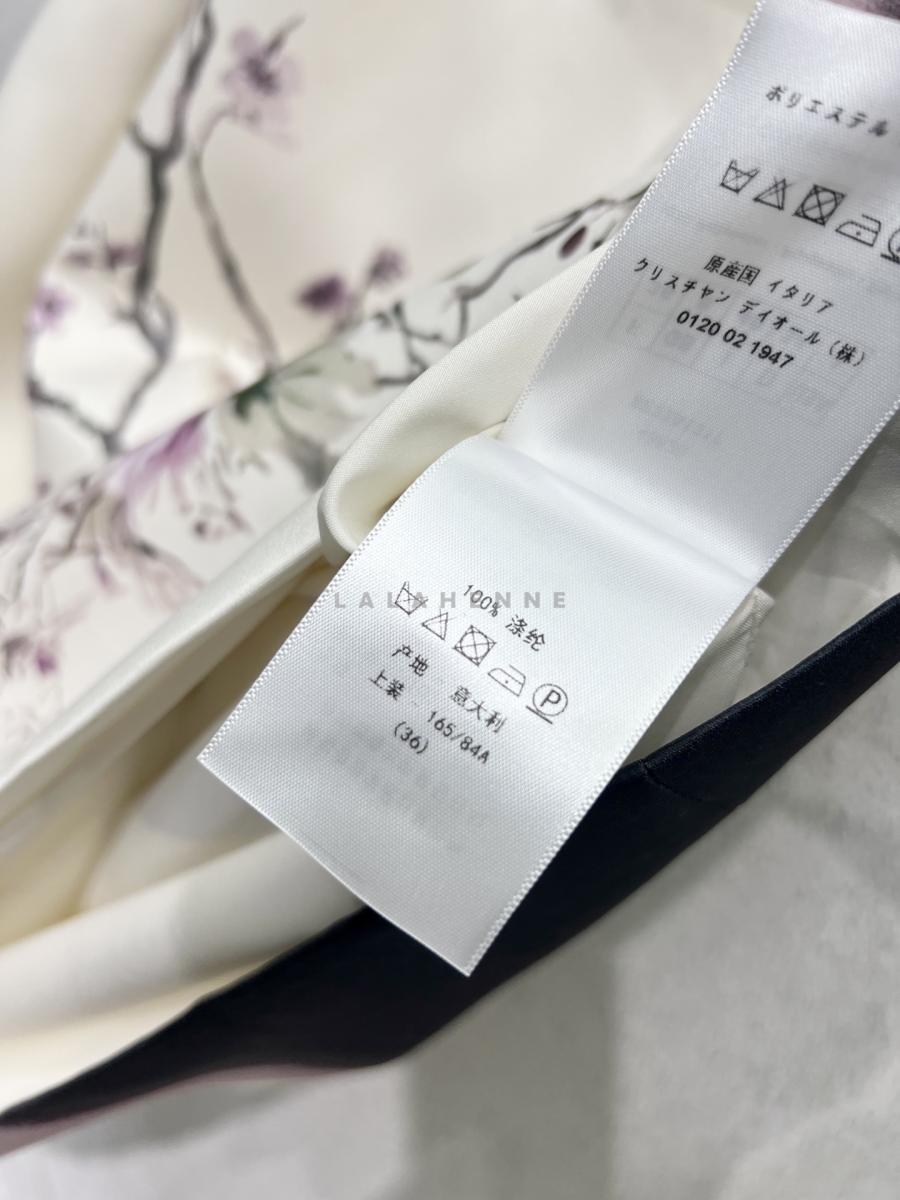 ポリエステル
原産国 イタリア
クリスチャン ディオール（株）
0120 02 1947
LALAHENNE
100% 涤纶
P
产地 意大利
上装 165/84A
(36)